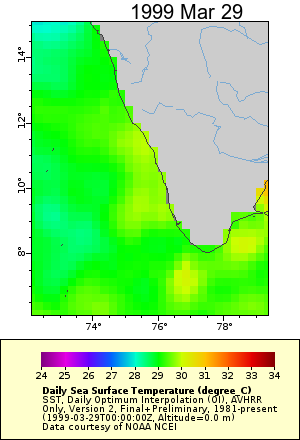 1999 Mar 29
14°
12°
10°
8°
74°
76°
78°
24 25 26 27 28 29 30 31 32 33 34
Daily Sea Surface Temperature (degree_C)
SST, Daily Optimum Interpolation (OI), AVHRR
Only, Version 2, Final+Preliminary, 1981-present
(1999-03-29T00:00:00Z, Altitude=0.0 m)
Data courtesy of NOAA NCEI